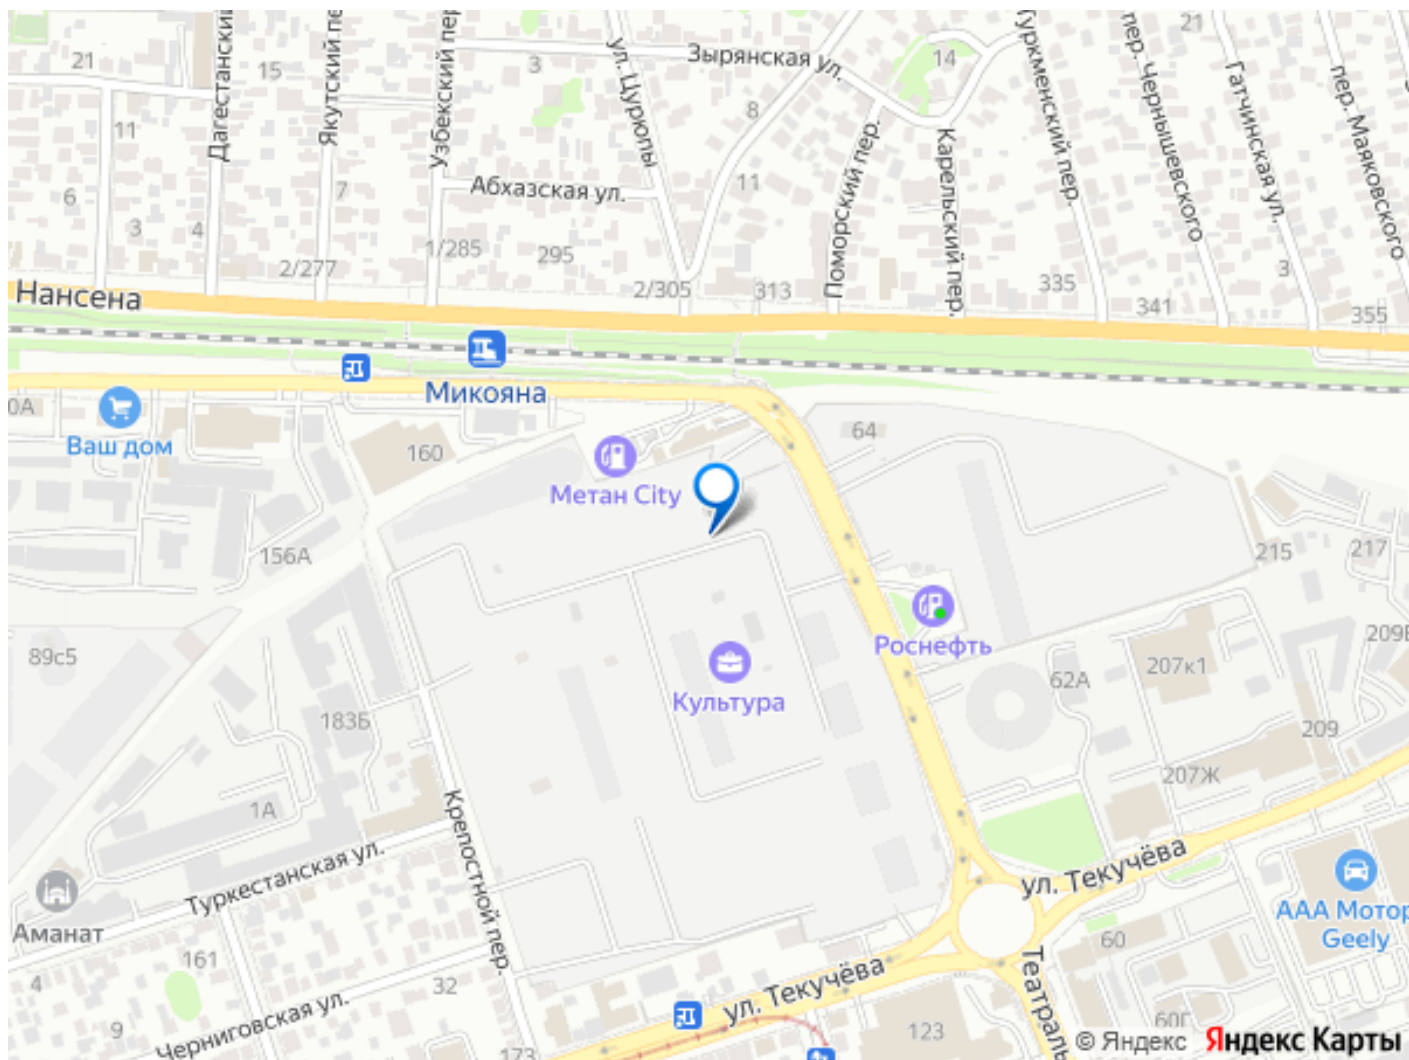 21
15
Дагестанский
Якутский пе
Узбекский пер
3
ул. Цурюпы
Зырянская ул.
14
Туркменский пер.
пер. Чернышевского
21
Гатчинская ул.
пер. Маяковского
11
8
6
7
Абхазская ул.
11
Поморский пер.
Карельский пер.
3
4
1/285
295
2/277
2/305
313
335
341
3
355
Нансена
Микояна
0А
Ваш дом
160
64
Метан City
156А
215
217
Роснефть
89с5
Культура
62А
207к1
209Б
183Б
209
207Ж
1А
Крепостной пер.
Туркестанская ул.
ул. Текучёва
Аманат
ААА Мотор
Geely
161
4
60
32
ул. Текучёва
Театраль
9
Черниговская ул.
173
123
60Г
© Яндекс Яндекс Карты